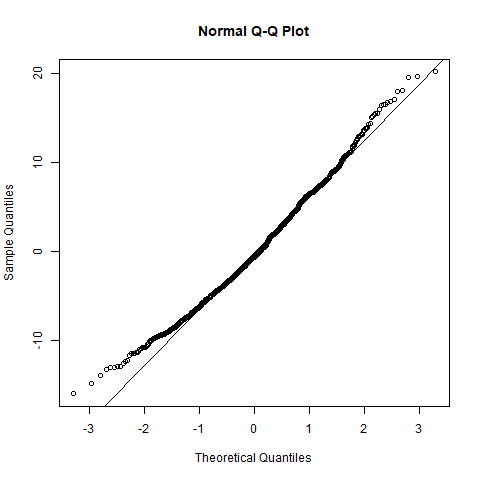 Normal Q-Q Plot
Sample Quantiles
20
10
0
-10
-3 -2 -1 0 1 2 3
Theoretical Quantiles